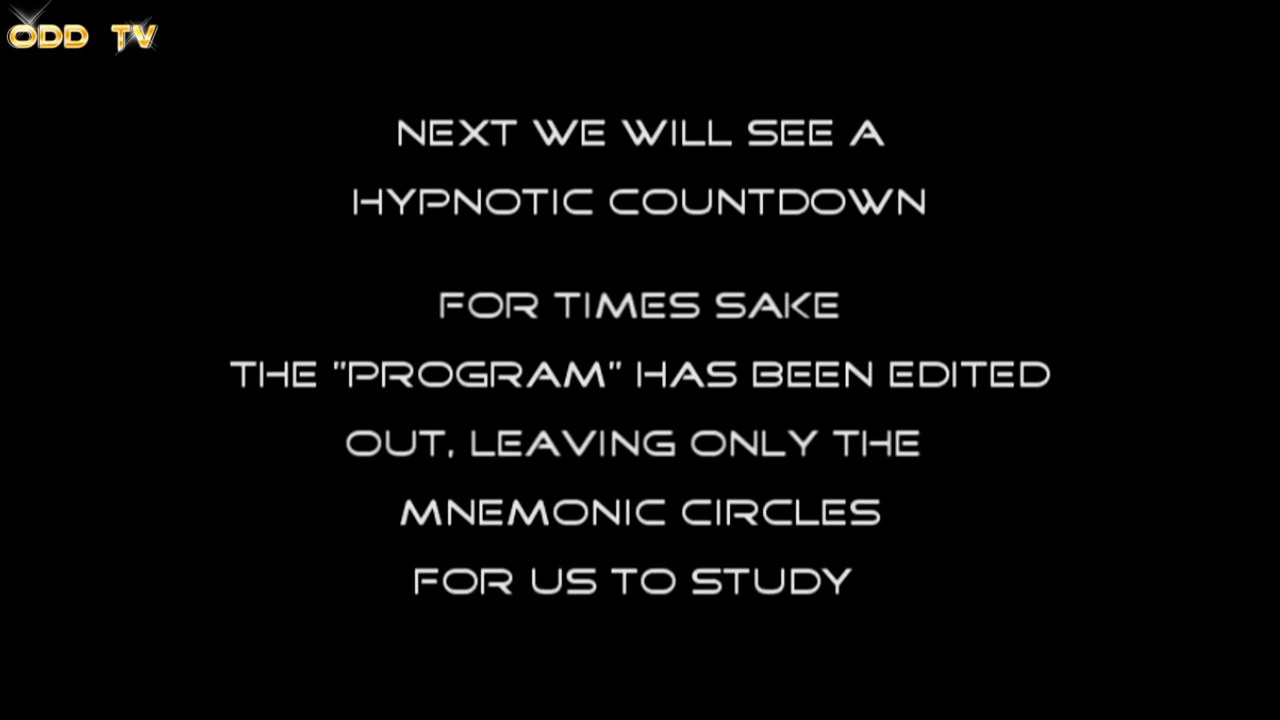 ODD TV
NEXT WE WILL SEE A
HYPNOTIC COUNTDOWN
FOR TIMES SAKE
THE "PROGRAM" HAS BEEN EDITED
OUT, LEAVING ONLY THE
MNEMONIC CIRCLES
FOR US TO STUDY